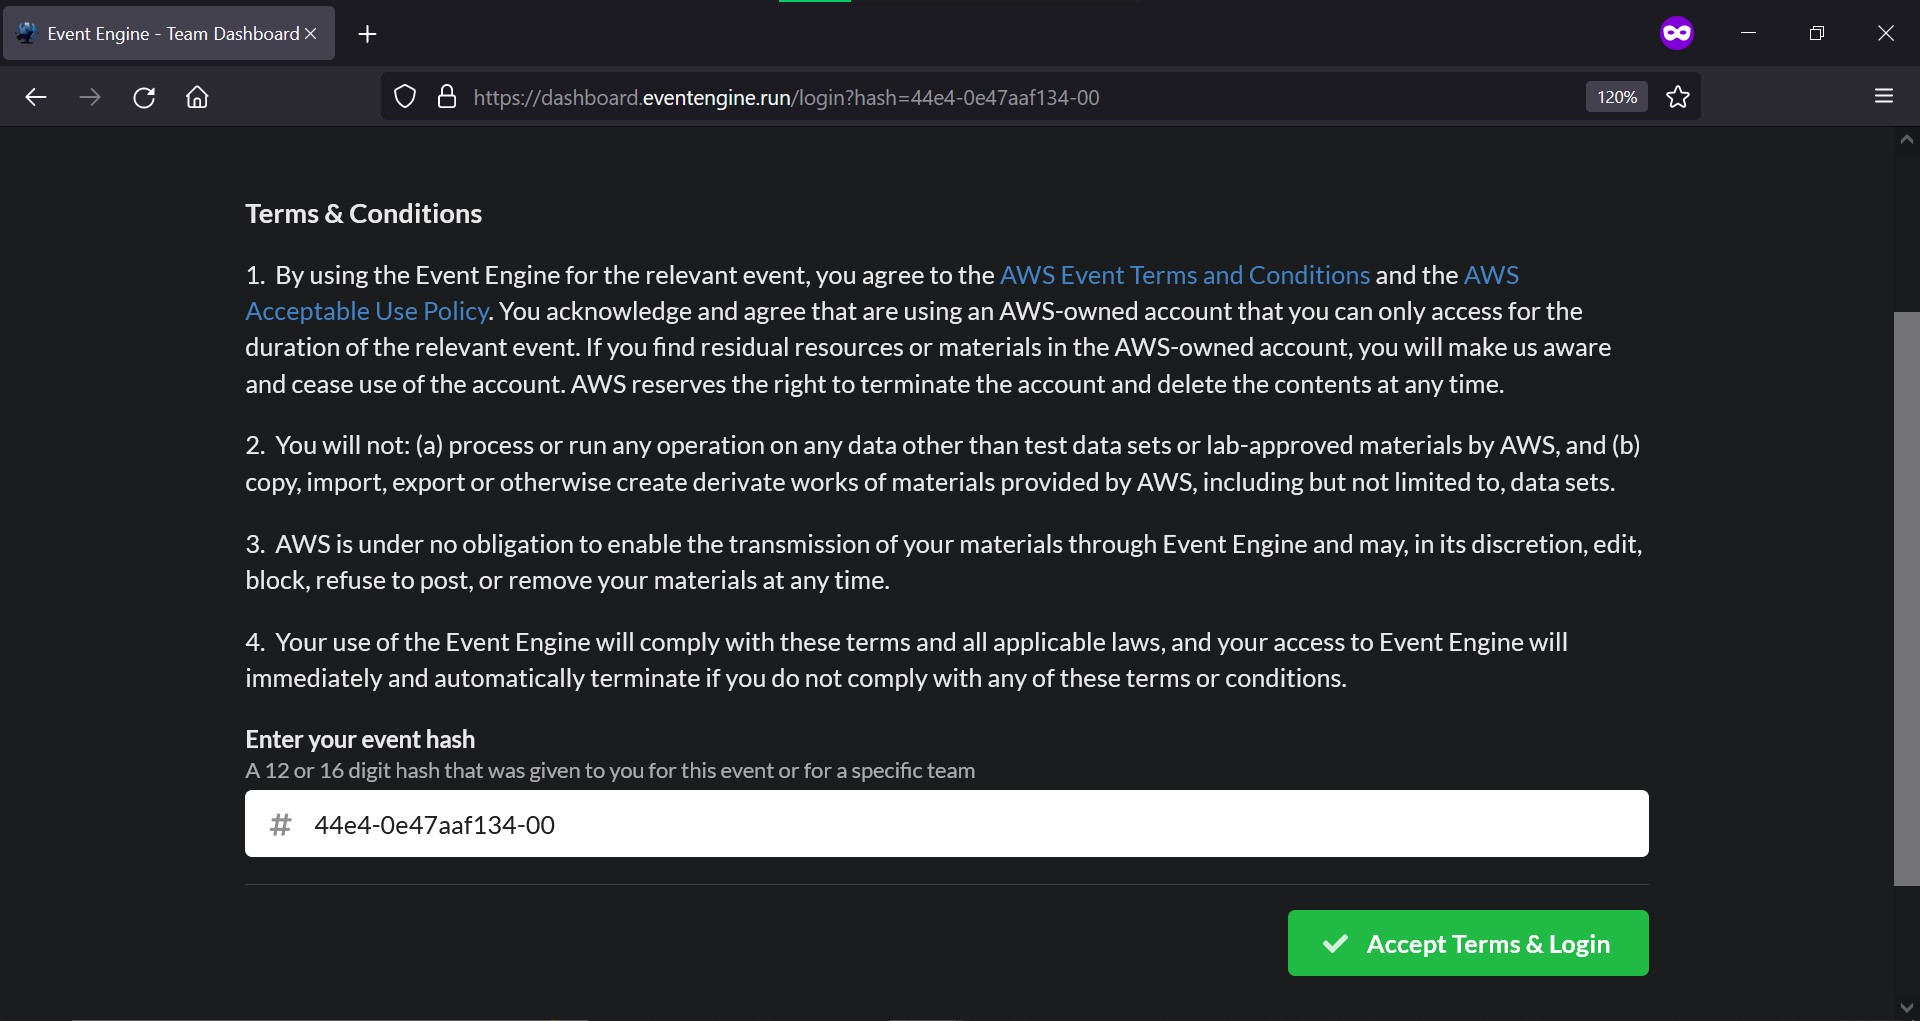 Event Engine - Team Dashboard
https://dashboard.eventengine.run/login?hash=44e4-0e47aaf134-00
120%
Terms & Conditions
1. By using the Event Engine for the relevant event, you agree to the AWS Event Terms and Conditions and the AWS
Acceptable Use Policy. You acknowledge and agree that are using an AWS-owned account that you can only access for the
duration of the relevant event. If you find residual resources or materials in the AWS-owned account, you will make us aware
and cease use of the account. AWS reserves the right to terminate the account and delete the contents at any time.
2. You will not: (a) process or run any operation on any data other than test data sets or lab-approved materials by AWS, and (b)
copy, import, export or otherwise create derivate works of materials provided by AWS, including but not limited to, data sets.
3. AWS is under no obligation to enable the transmission of your materials through Event Engine and may, in its discretion, edit,
block, refuse to post, or remove your materials at any time.
4. Your use of the Event Engine will comply with these terms and all applicable laws, and your access to Event Engine will
immediately and automatically terminate if you do not comply with any of these terms or conditions.
Enter your event hash
A 12 or 16 digit hash that was given to you for this event or for a specific team
# 44e4-0e47aaf134-00
Accept Terms & Login